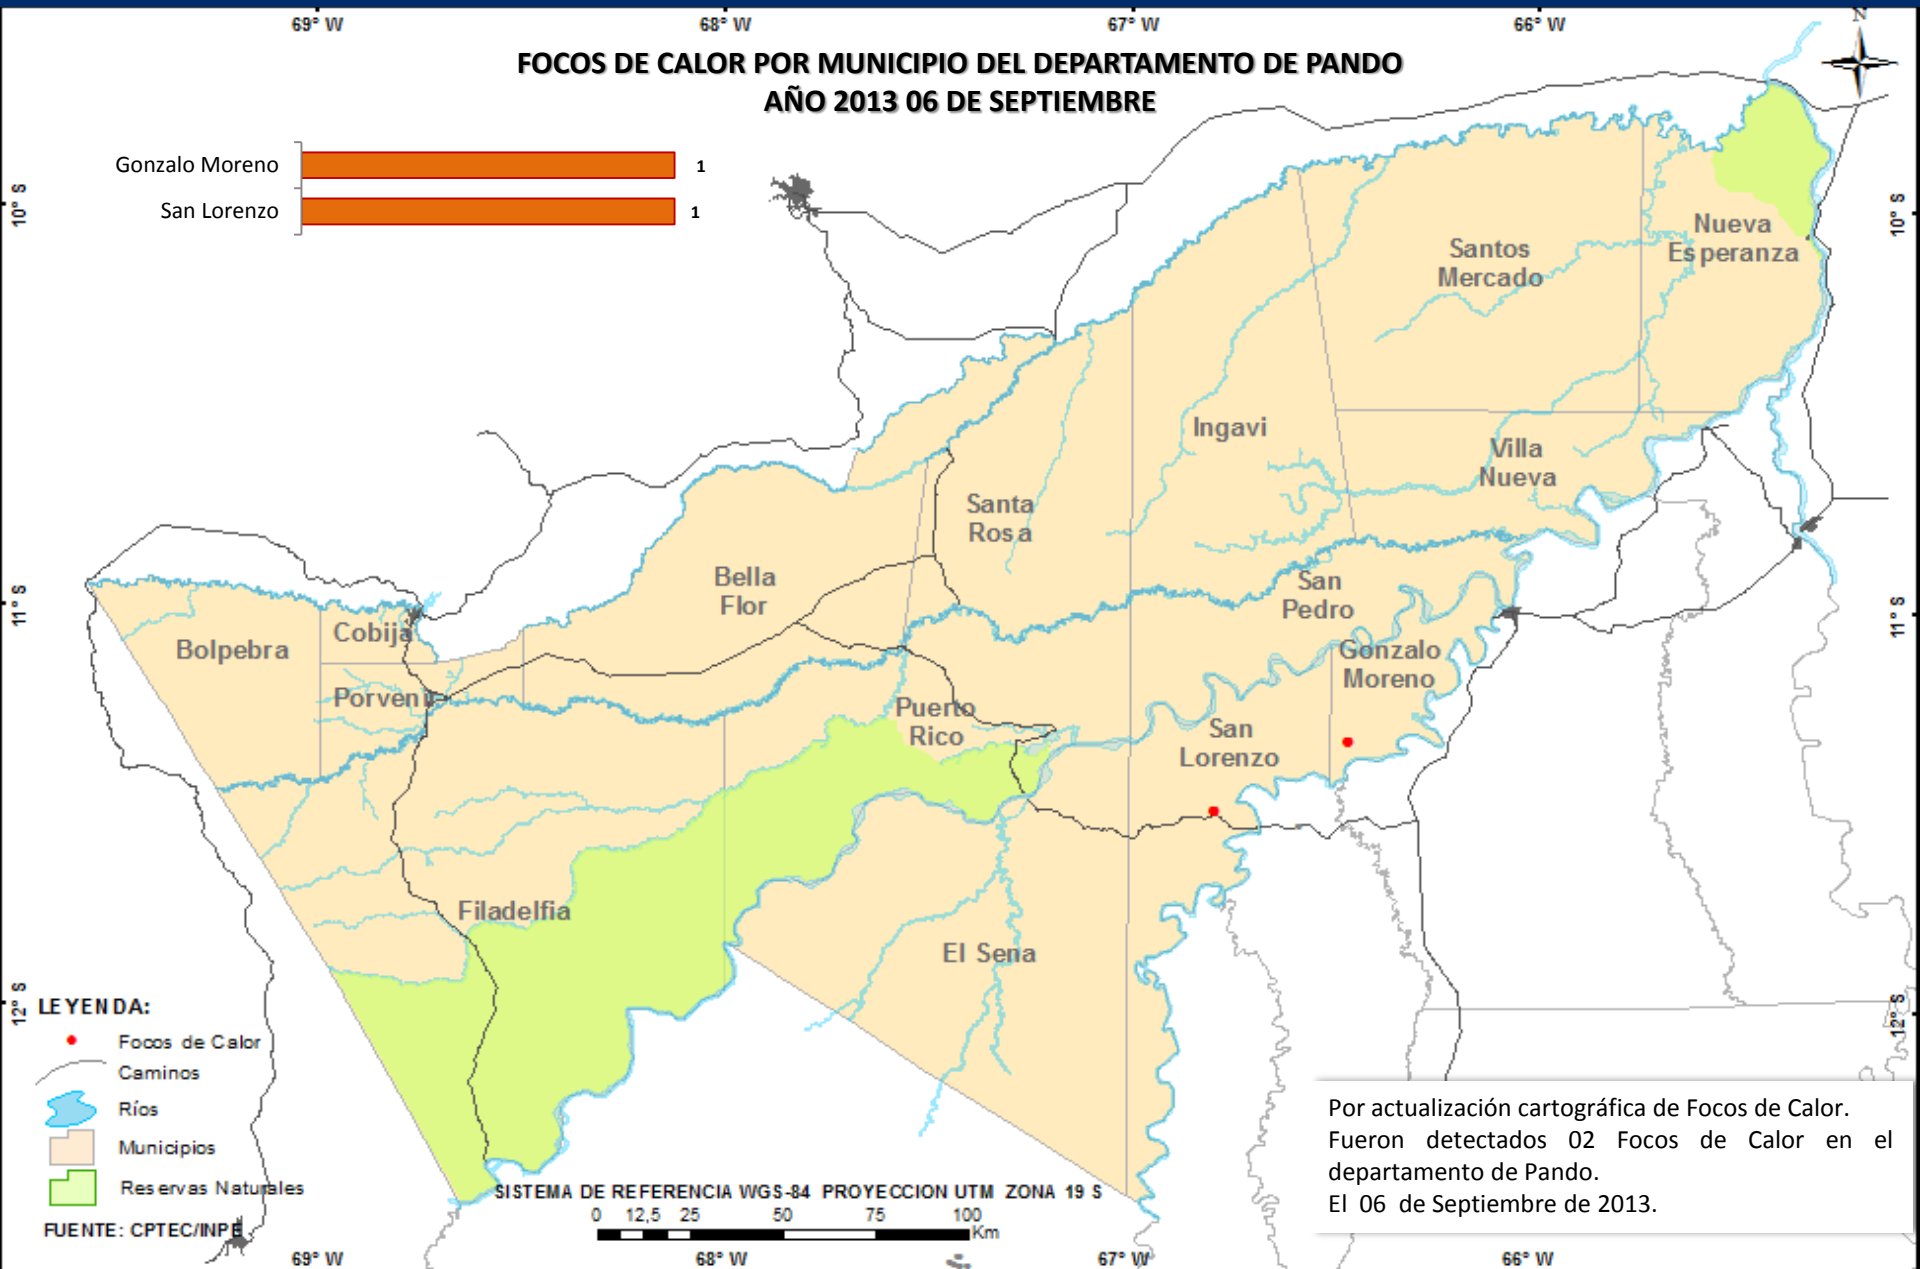 69° W
68° W
67° W
66° W
N
FOCOS DE CALOR POR MUNICIPIO DEL DEPARTAMENTO DE PANDO
AÑO 2013 06 DE SEPTIEMBRE
Gonzalo Moreno
1
San Lorenzo
1
10° S
10° S
Nueva
Esperanza
Santos
Mercado
Ingavi
Villa
Nueva
Santa
Rosa
Bella
Flor
San
Pedro
11° S
11° S
Cobija
Bolpebra
Gonzalo
Moreno
Porvenir
Puerto
Rico
San
Lorenzo
Filadelfia
El Sena
12° S
12° S
LEYENDA:
Focos de Calor
Caminos
Ríos
Municipios
Reservas Naturales
FUENTE: CPTEC/INPE
SISTEMA DE REFERENCIA WGS-84 PROYECCION UTM ZONA 19 S
0 12,5 25 50 75 100
Km
Por actualización cartográfica de Focos de Calor.
Fueron detectados 02 Focos de Calor en el
departamento de Pando.
El 06 de Septiembre de 2013.
69° W
68° W
67° W
66° W